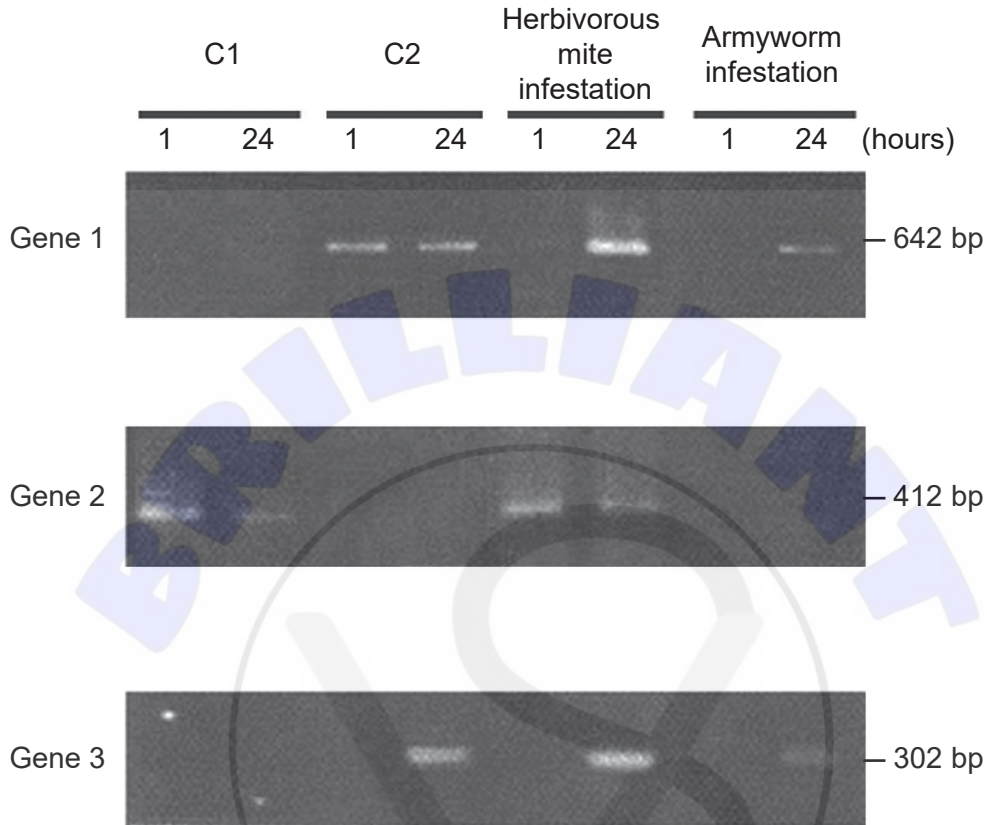 Herbivorous
C1 C2 mite Armyworm
infestation infestation
1 24 1 24 1 24 1 24 (hours)
Gene 1 642 bp
BRILLIANT
Gene 2 412 bp
Gene 3 302 bp